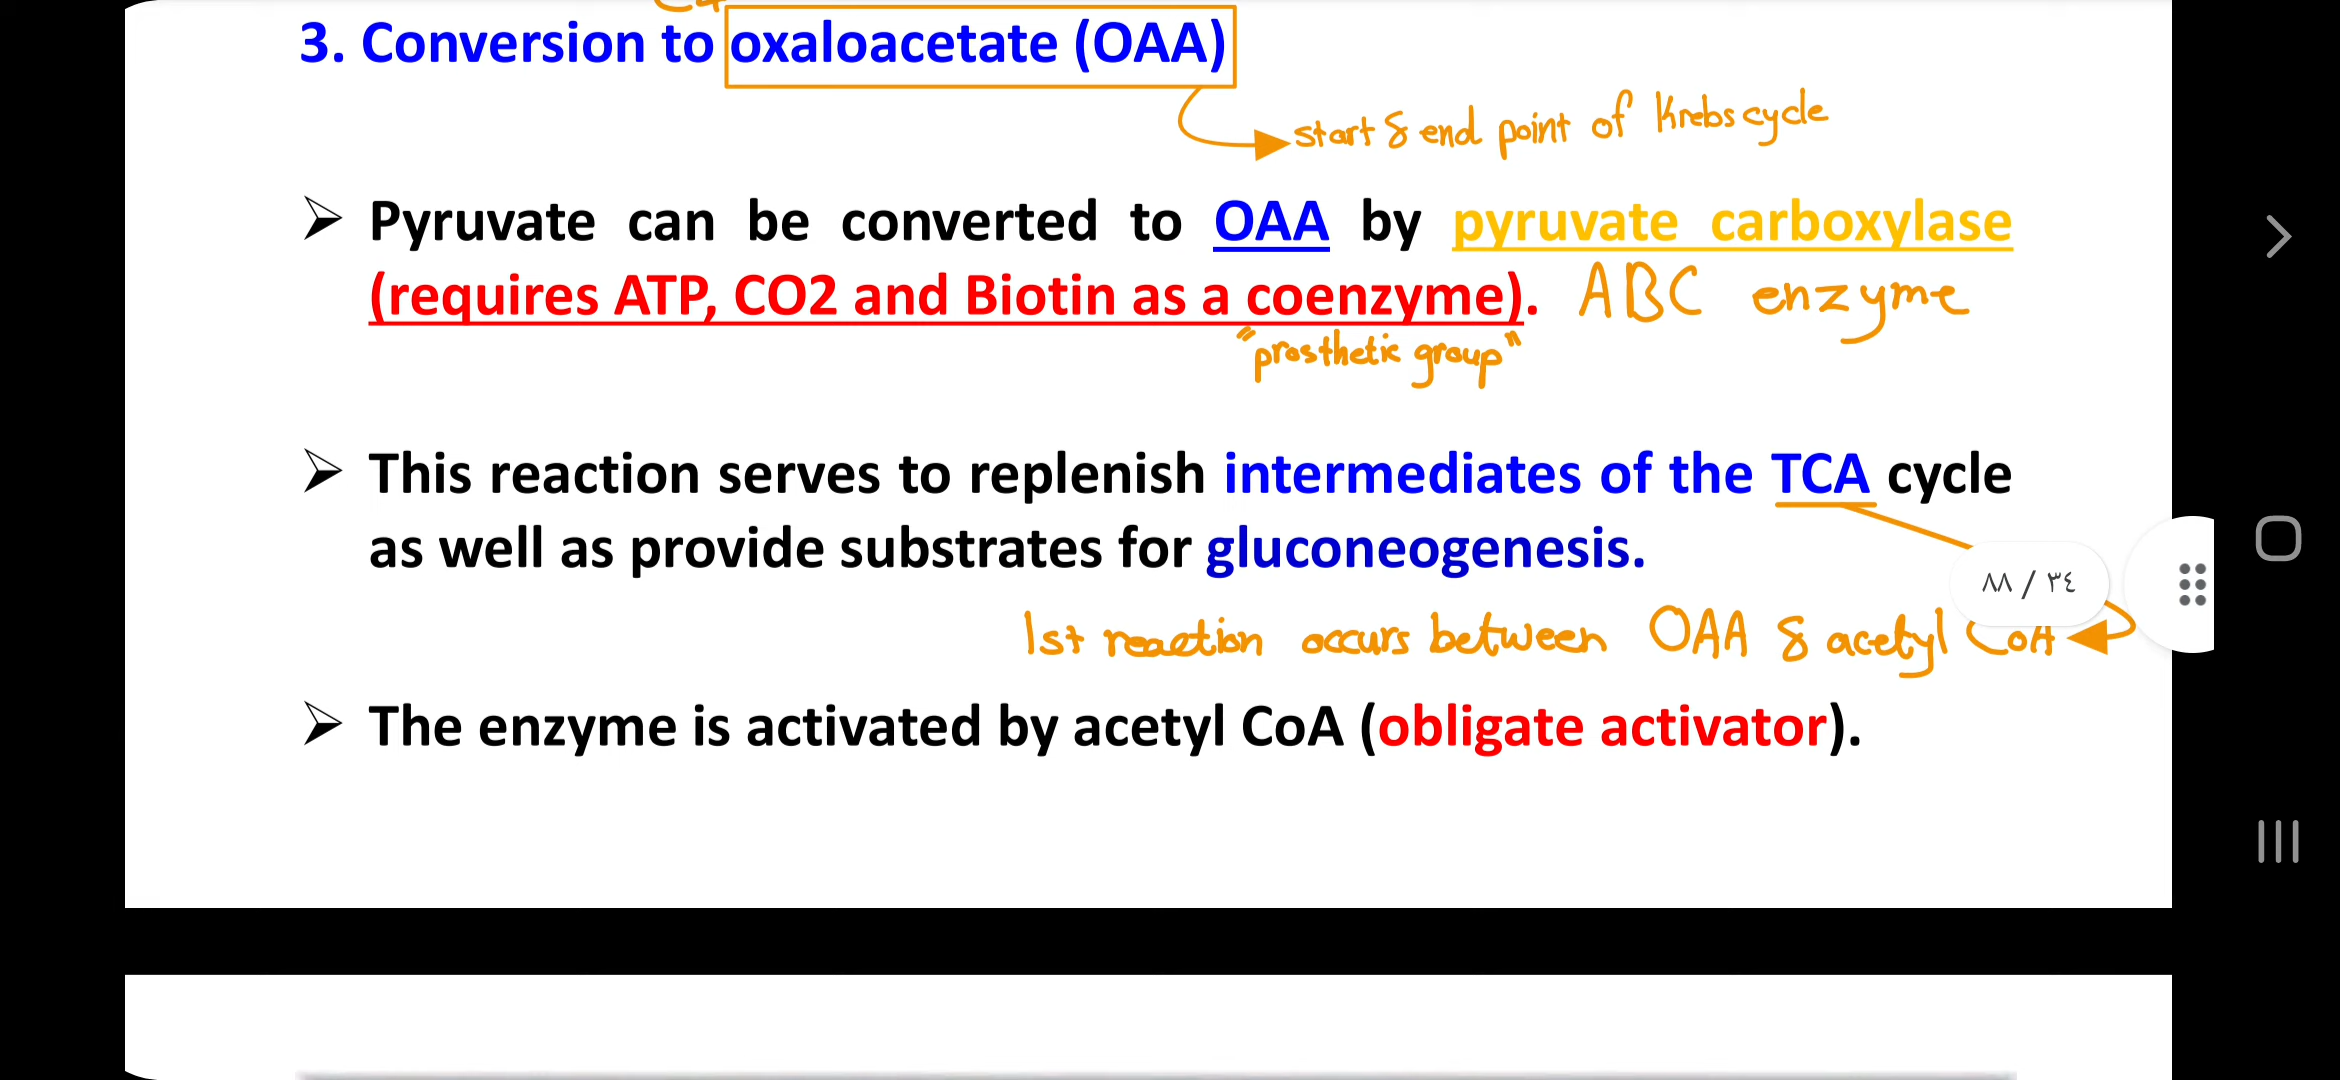 3. Conversion to oxaloacetate (OAA)
start & end point of Krebs cycle
Pyruvate can be converted to OAA by pyruvate carboxylase
(requires ATP, CO2 and Biotin as a coenzyme). ABC enzyme
"prosthetic group"
This reaction serves to replenish intermediates of the TCA cycle
as well as provide substrates for gluconeogenesis.
٣٤ / ٨٨
1st reaction occurs between OAA & acetyl CoA
The enzyme is activated by acetyl CoA (obligate activator).